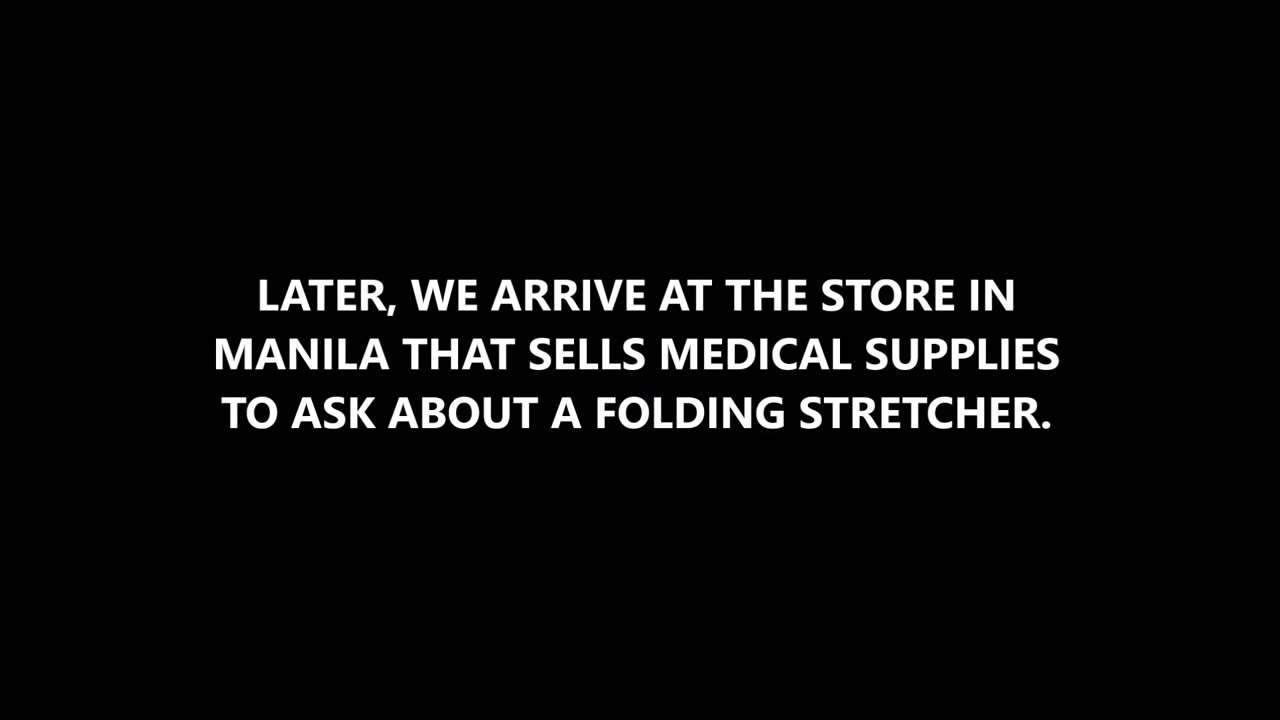 LATER, WE ARRIVE AT THE STORE IN
MANILA THAT SELLS MEDICAL SUPPLIES
TO ASK ABOUT A FOLDING STRETCHER.